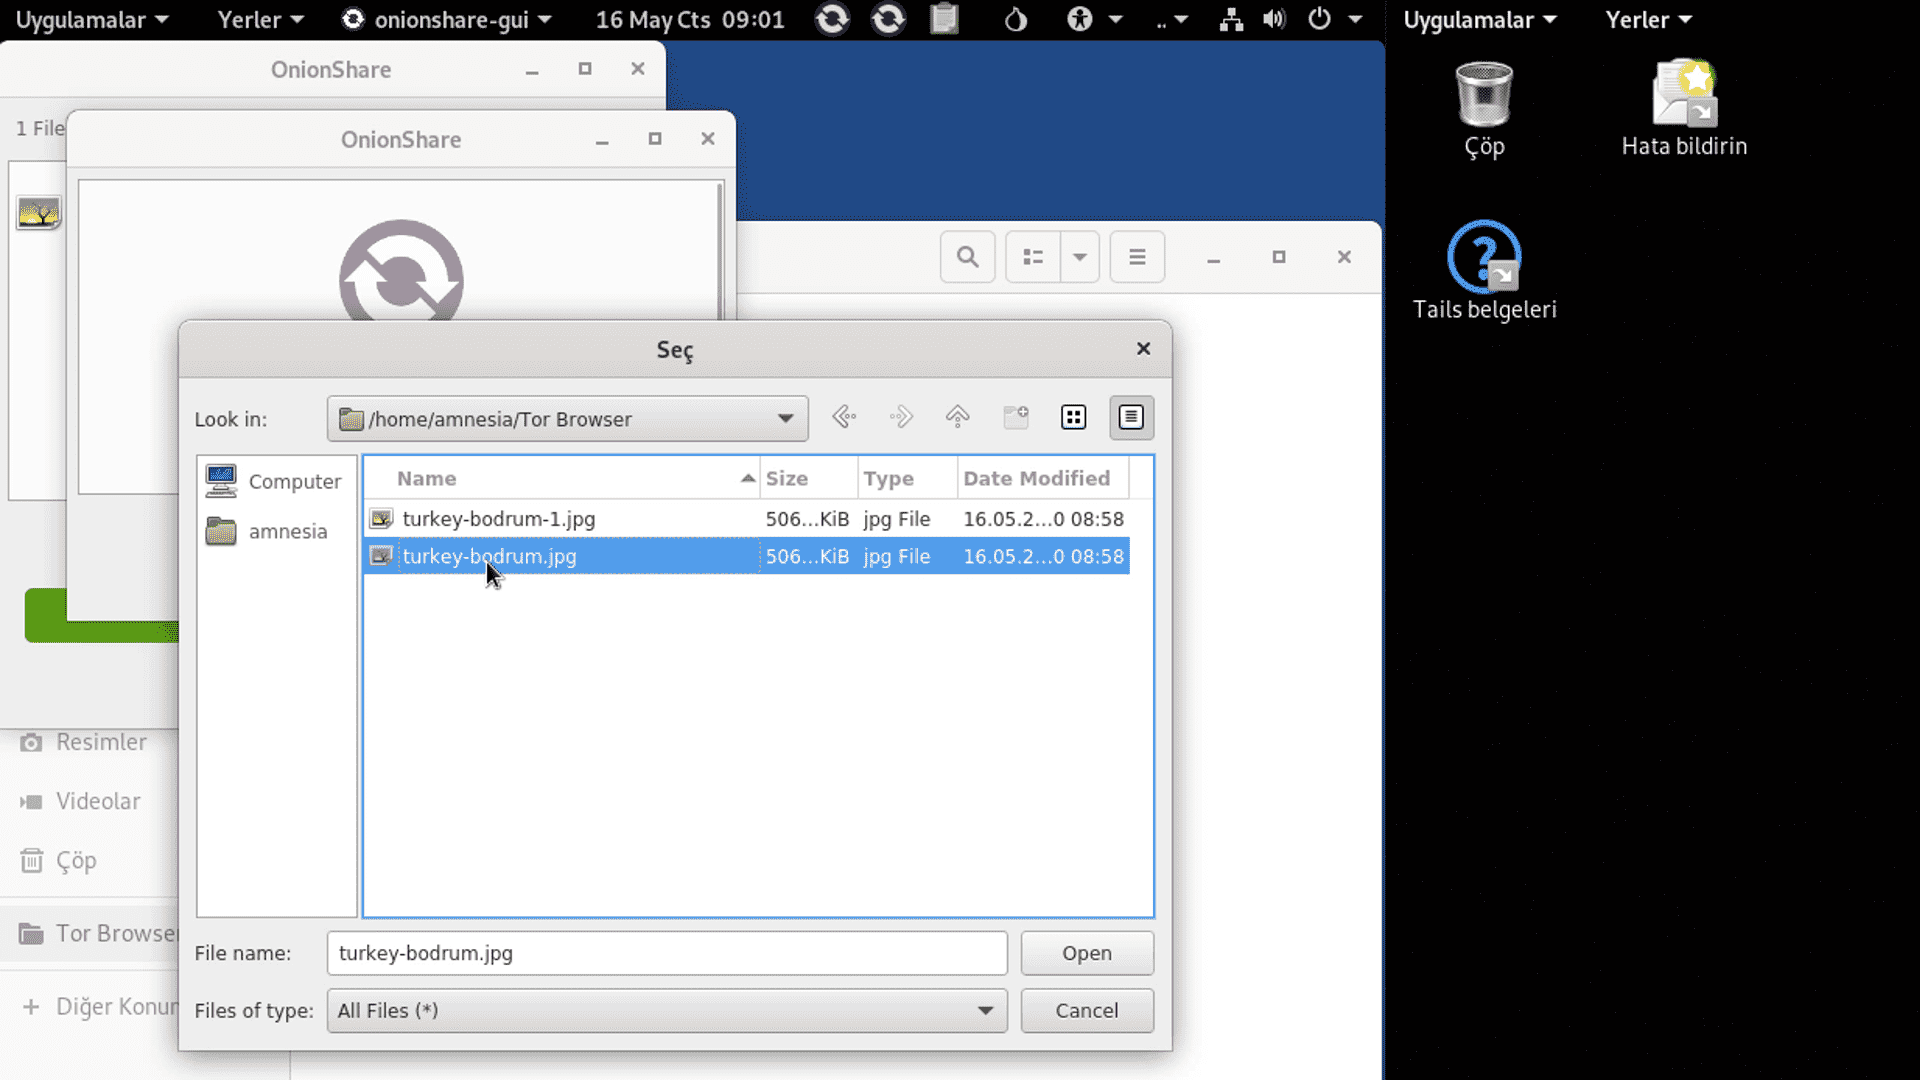 Uygulamalar Yerler onionshare-gui 16 May Cts 09:01 .. Uygulamalar Yerler
OnionShare
1 File
OnionShare
Çöp
Hata bildirin
Tails belgeleri
Seç
Look in: /home/amnesia/Tor Browser
Computer
amnesia
Name Size Type Date Modified
turkey-bodrum-1.jpg 506...KiB jpg File 16.05.2...0 08:58
turkey-bodrum.jpg 506...KiB jpg File 16.05.2...0 08:58
Resimler
Videolar
Çöp
Tor Browse
Diğer Konu
File name: turkey-bodrum.jpg Open
Files of type: All Files (*) Cancel